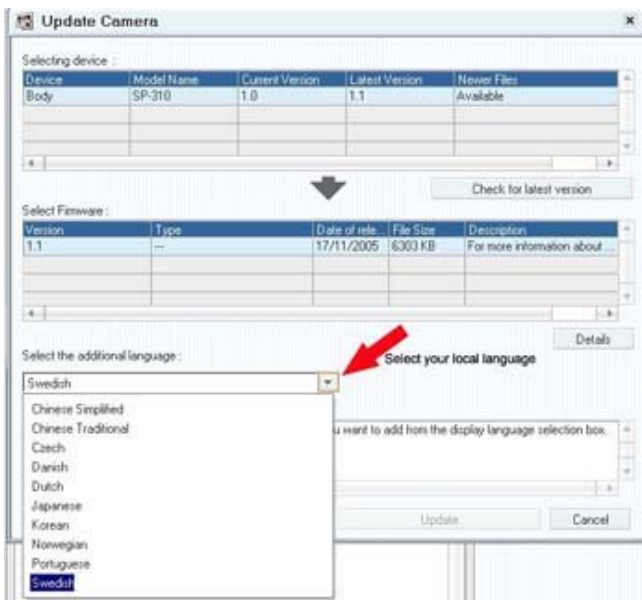 Update Camera
Selecting device :
Device Model Name Current Version Latest Version Newer Files
Body SP-310 1.0 1.1 Available
Check for latest version
Select Firmware :
Version Type Date of rele... File Size Description
1.1 --- 17/11/2005 6303 KB For more information about ...
Details
Select the additional language :
Select your local language
Swedish
Chinese Simplified
Chinese Traditional
u want to add from the display language selection box.
Czech
Danish
Dutch
Japanese
Korean
Update
Cancel
Norwegian
Portuguese
Swedish